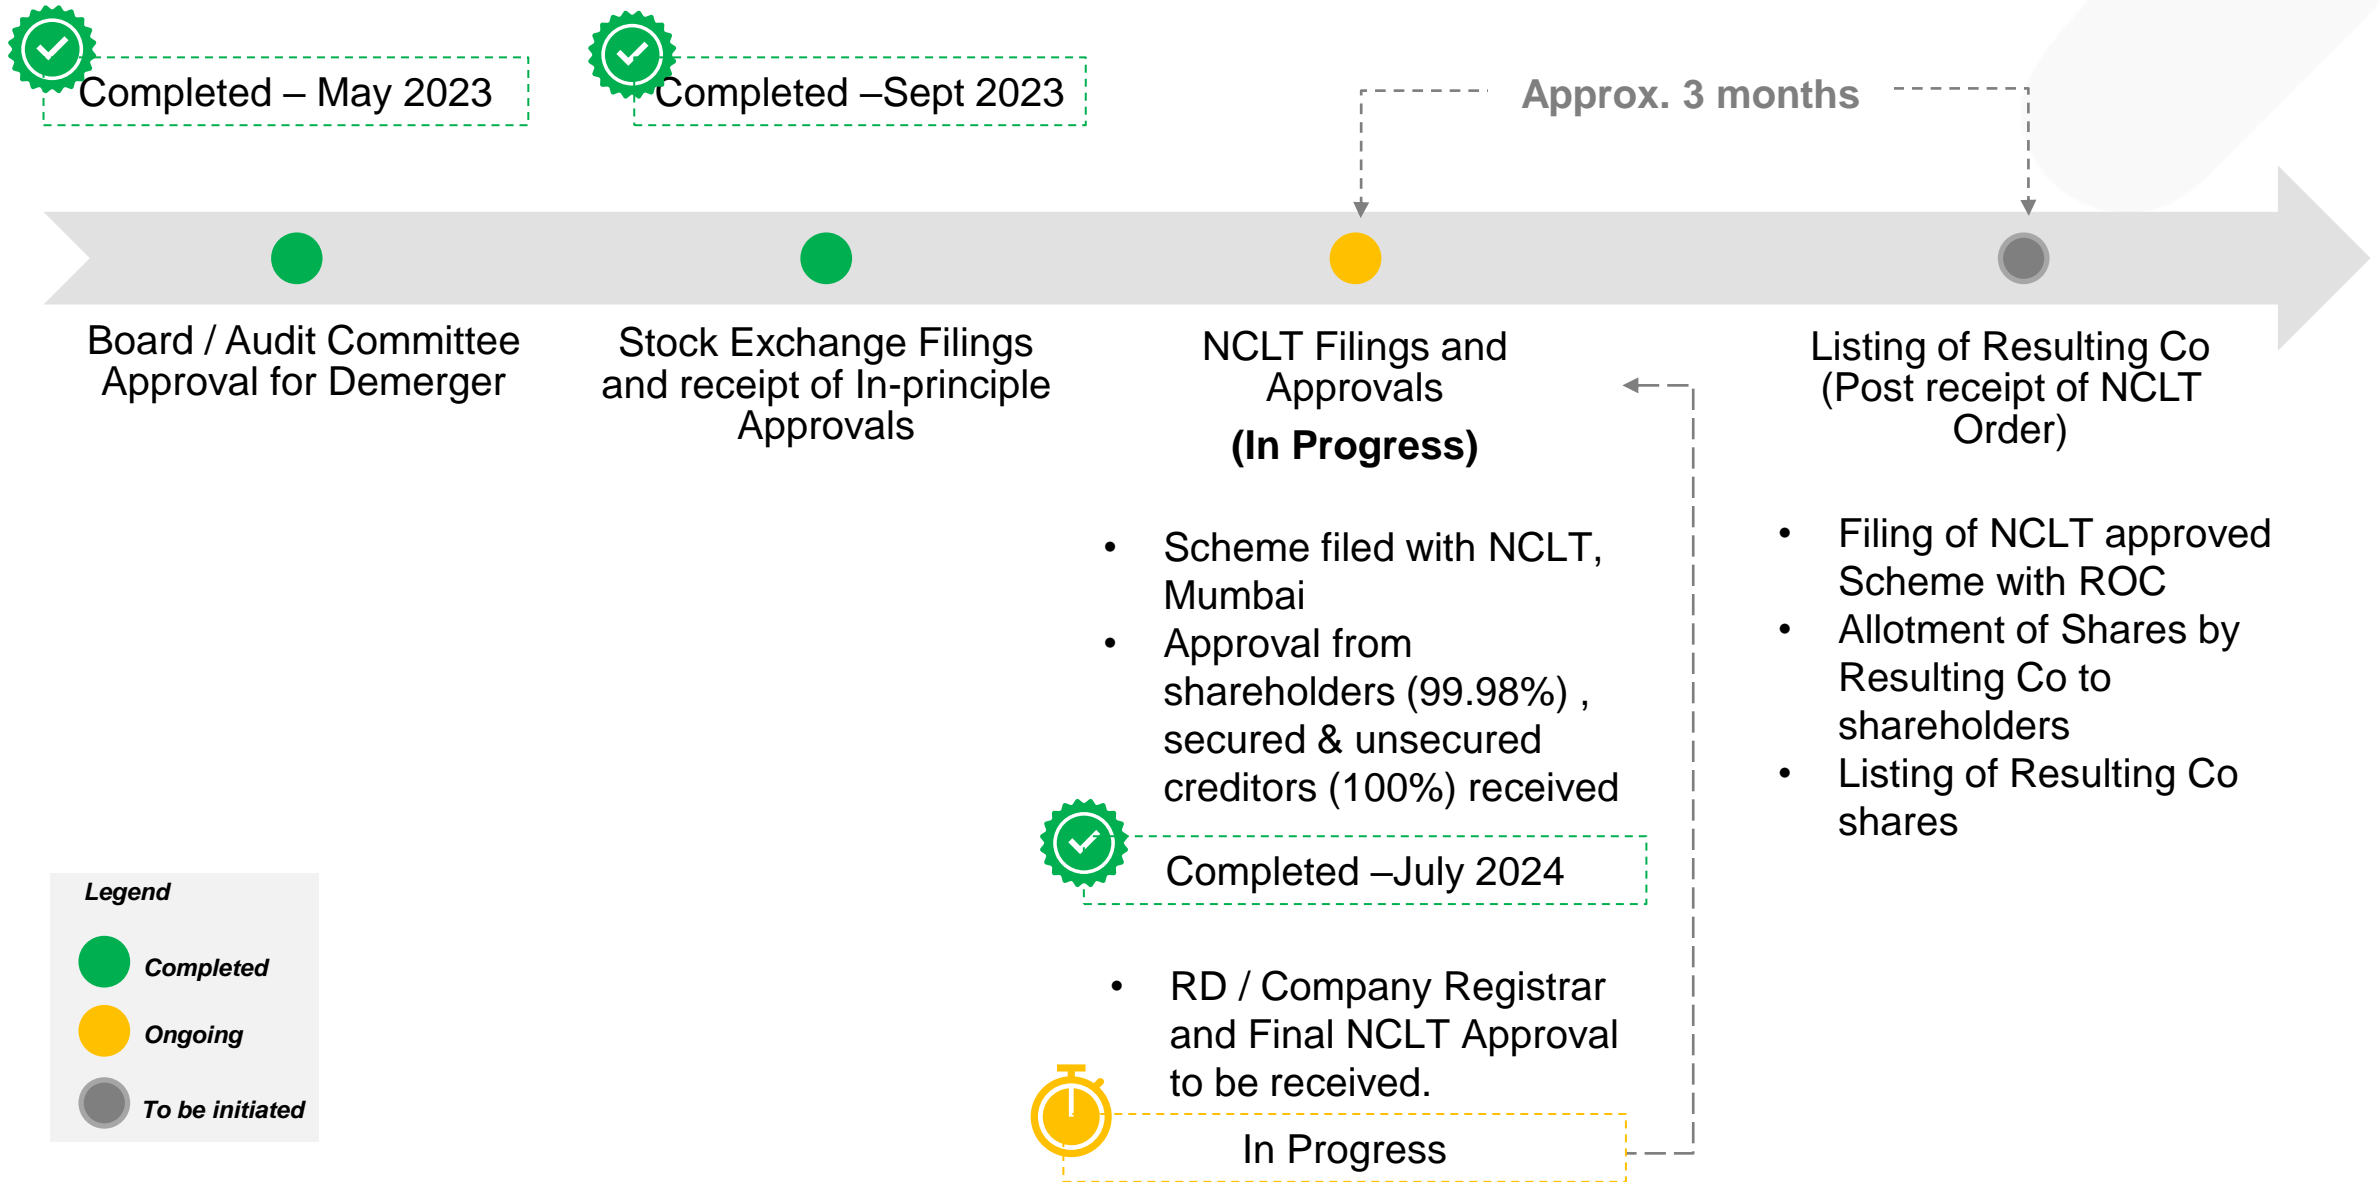 Completed – May 2023
Completed –Sept 2023
Approx. 3 months
Board / Audit Committee
Approval for Demerger
Stock Exchange Filings
and receipt of In-principle
Approvals
NCLT Filings and
Approvals
(In Progress)
• Scheme filed with NCLT,
Mumbai
• Approval from
shareholders (99.98%) ,
secured & unsecured
creditors (100%) received
Completed –July 2024
• RD / Company Registrar
and Final NCLT Approval
to be received.
In Progress
Listing of Resulting Co
(Post receipt of NCLT
Order)
• Filing of NCLT approved
Scheme with ROC
• Allotment of Shares by
Resulting Co to
shareholders
• Listing of Resulting Co
shares
Legend
Completed
Ongoing
To be initiated